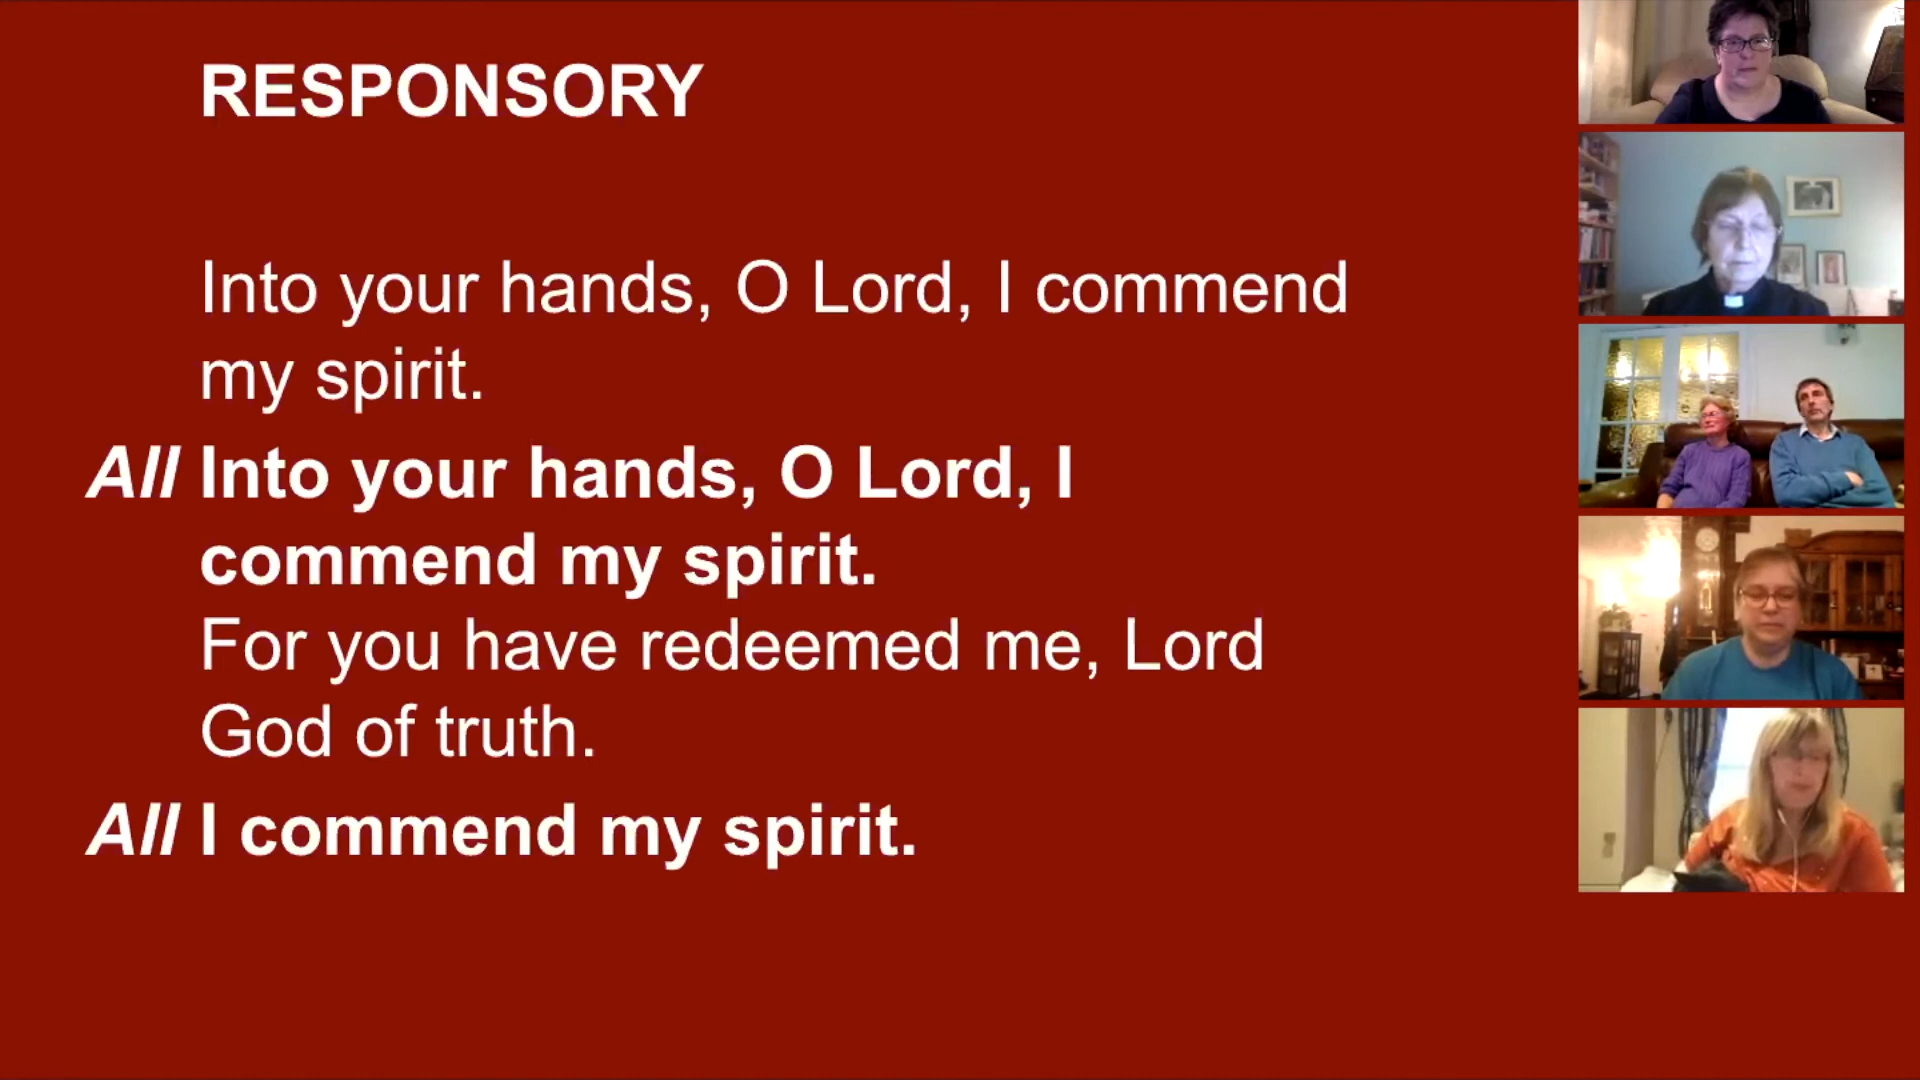 RESPONSORY
Into your hands, O Lord, I commend
my spirit.
All Into your hands, O Lord, I
commend my spirit.
For you have redeemed me, Lord
God of truth.
All I commend my spirit.